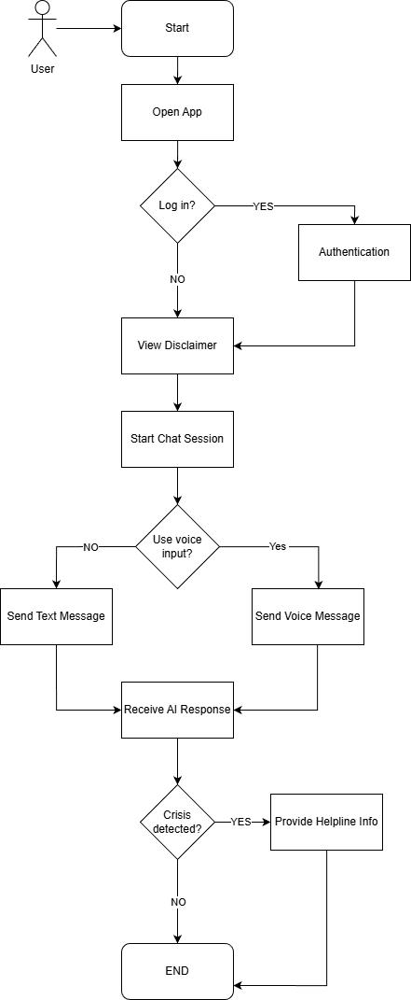 Start
User
Open App
Log in?
YES
Authentication
NO
View Disclaimer
Start Chat Session
Use voice
input?
NO
Yes
Send Text Message
Send Voice Message
Receive AI Response
Crisis
detected?
YES
Provide Helpline Info
NO
END